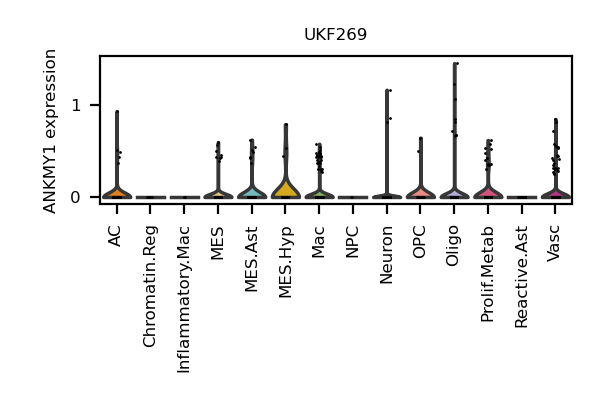 UKF269
ANKMY1 expression
1
0
AC
Chromatin.Reg
Inflammatory.Mac
MES
MES.Ast
MES.Hyp
Mac
NPC
Neuron
OPC
Oligo
Prolif.Metab
Reactive.Ast
Vasc